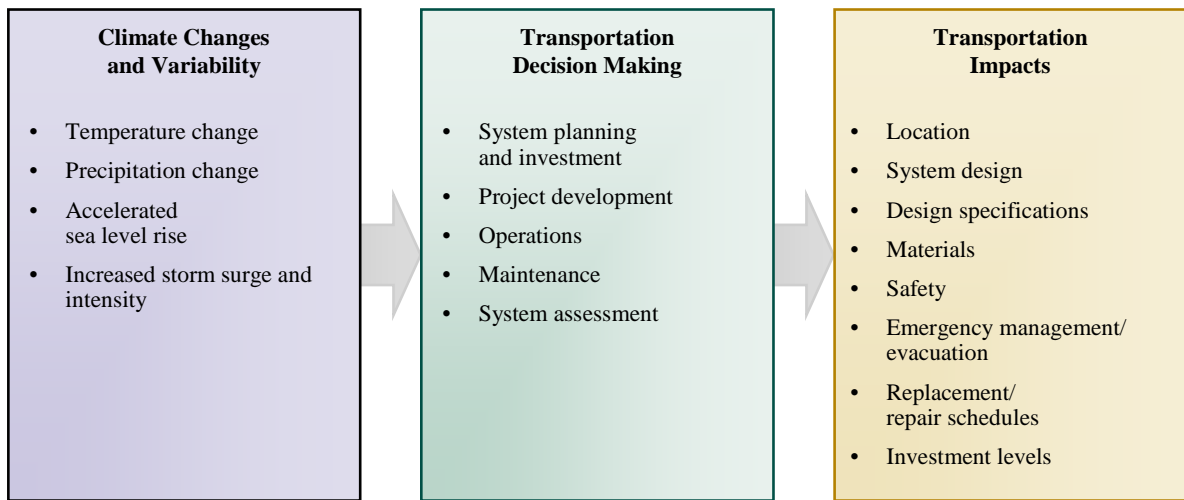 Climate Changes
and Variability
• Temperature change
• Precipitation change
• Accelerated
sea level rise
• Increased storm surge and
intensity
Transportation
Decision Making
• System planning
and investment
• Project development
• Operations
• Maintenance
• System assessment
Transportation
Impacts
• Location
• System design
• Design specifications
• Materials
• Safety
• Emergency management/
evacuation
• Replacement/
repair schedules
• Investment levels